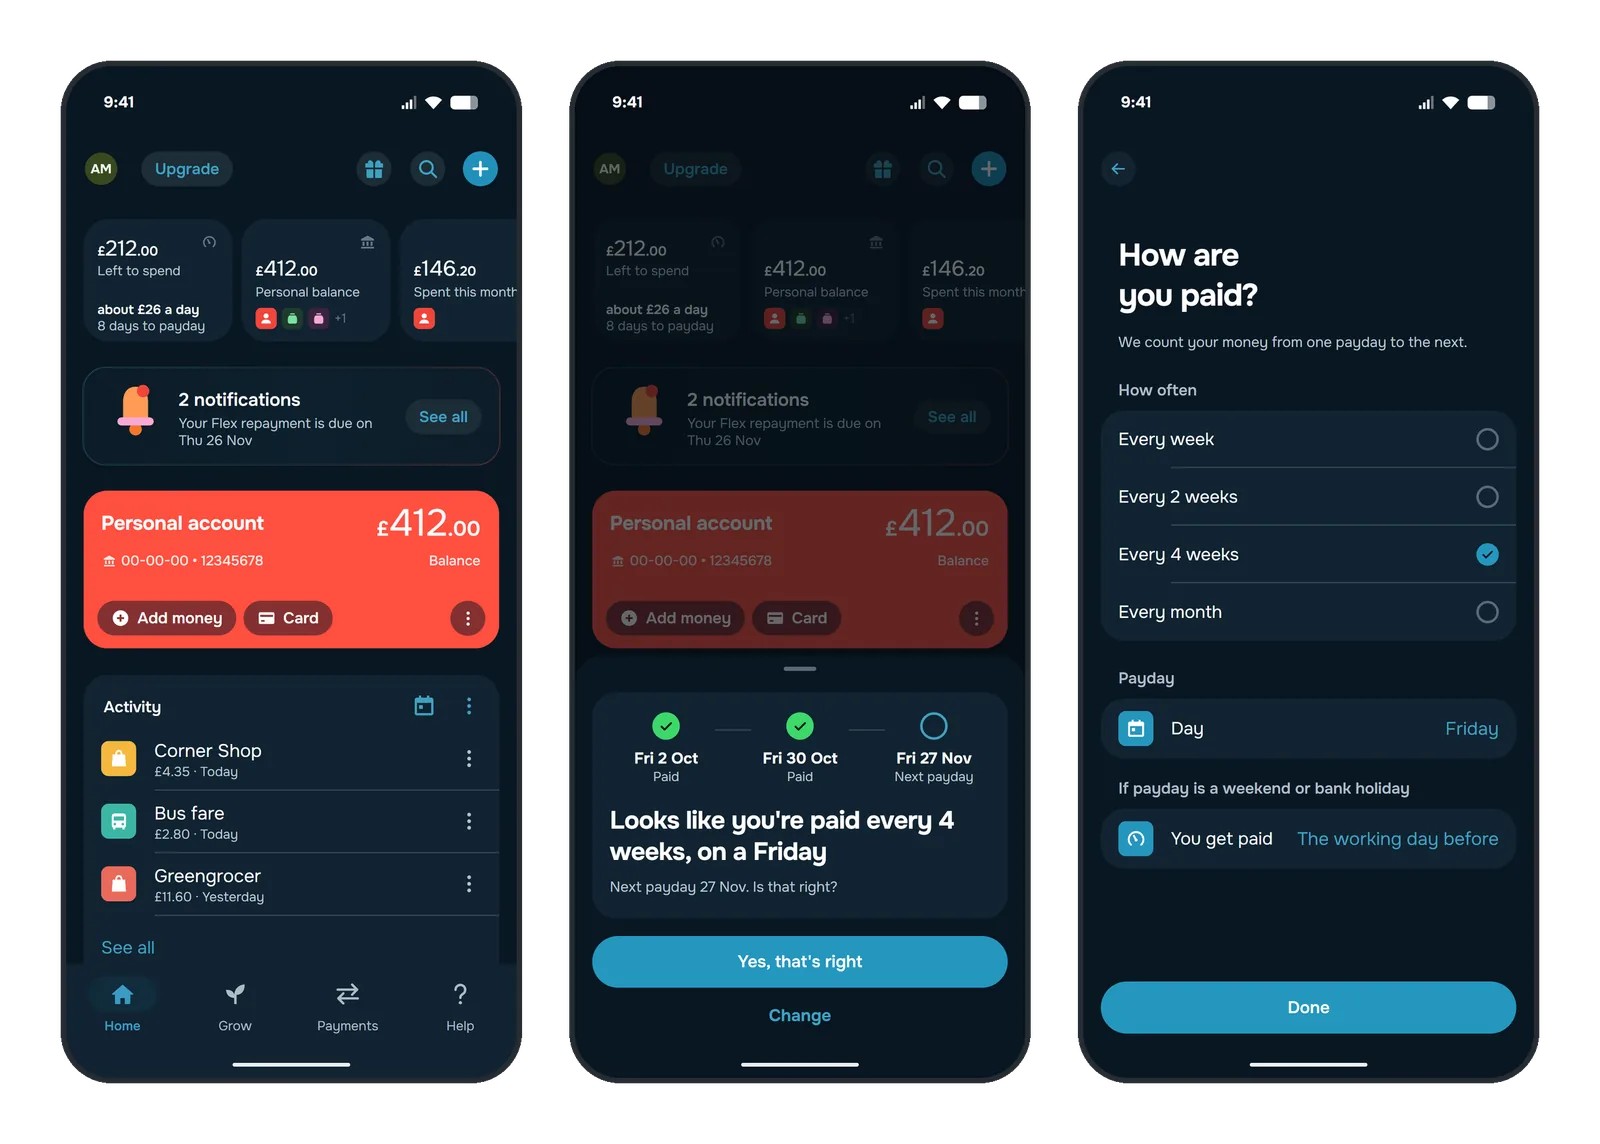 9:41
AM
Upgrade
£212.00
Left to spend
about £26 a day
8 days to payday
£412.00
Personal balance
+1
£146.20
Spent this month
2 notifications
Your Flex repayment is due on
Thu 26 Nov
See all
Personal account
£412.00
00-00-00 • 12345678
Balance
Add money
Card
Activity
Corner Shop
£4.35 · Today
Bus fare
£2.80 · Today
Greengrocer
£11.60 · Yesterday
See all
Home
Grow
Payments
Help
9:41
AM
Upgrade
£212.00
Left to spend
about £26 a day
8 days to payday
£412.00
Personal balance
+1
£146.20
Spent this month
2 notifications
Your Flex repayment is due on
Thu 26 Nov
See all
Personal account
£412.00
00-00-00 • 12345678
Balance
Add money
Card
Fri 2 Oct
Paid
Fri 30 Oct
Paid
Fri 27 Nov
Next payday
Looks like you're paid every 4
weeks, on a Friday
Next payday 27 Nov. Is that right?
Yes, that's right
Change
9:41
How are
you paid?
We count your money from one payday to the next.
How often
Every week
Every 2 weeks
Every 4 weeks
Every month
Payday
Day
Friday
If payday is a weekend or bank holiday
You get paid
The working day before
Done